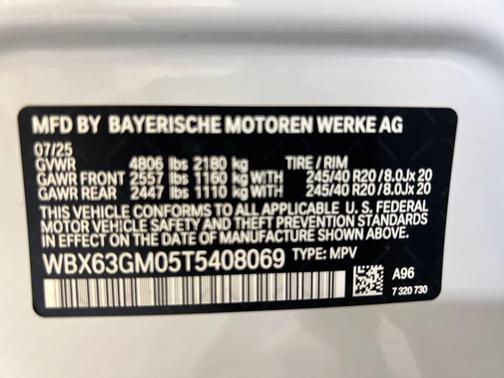 MFD BY BAYERISCHE MOTOREN WERKE AG
07/25
GVWR 4806 lbs 2180 kg TIRE / RIM
GAWR FRONT 2557 lbs 1160 kg WITH 245/40 R20 / 8.0Jx 20
GAWR REAR 2447 lbs 1110 kg WITH 245/40 R20 / 8.0Jx 20
THIS VEHICLE CONFORMS TO ALL APPLICABLE U. S. FEDERAL
MOTOR VEHICLE SAFETY AND THEFT PREVENTION STANDARDS
IN EFFECT ON THE DATE OF MANUFACTURE SHOWN ABOVE.
WBX63GM05T5408069 TYPE: MPV
A96
7 320 730